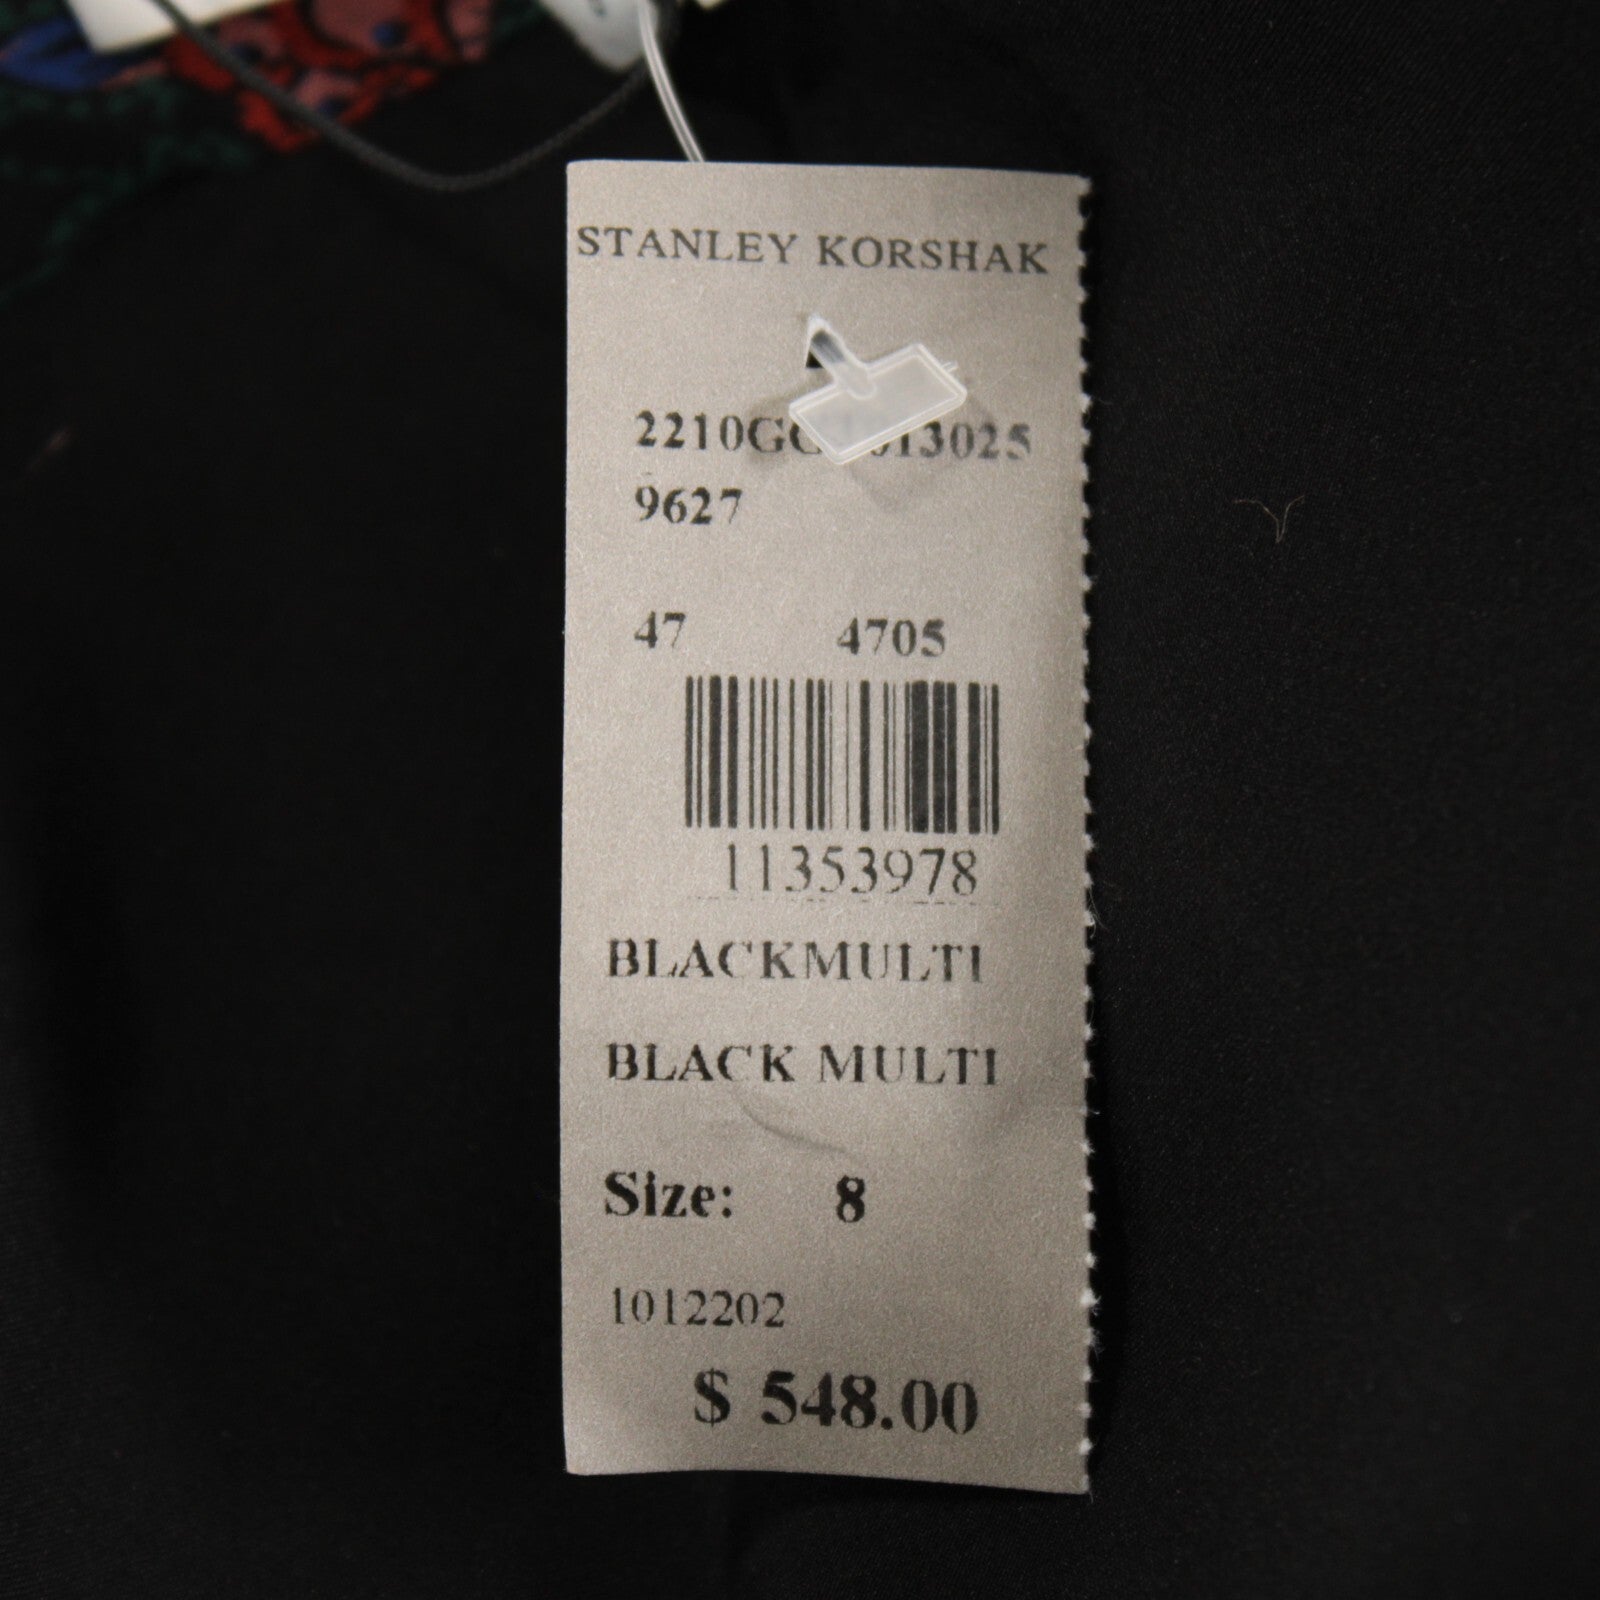 STANLEY KORSHAK
9627
47 4705
11353978
BLACKMULTI
BLACK MULTI
Size: 8
1012202
$ 548.00